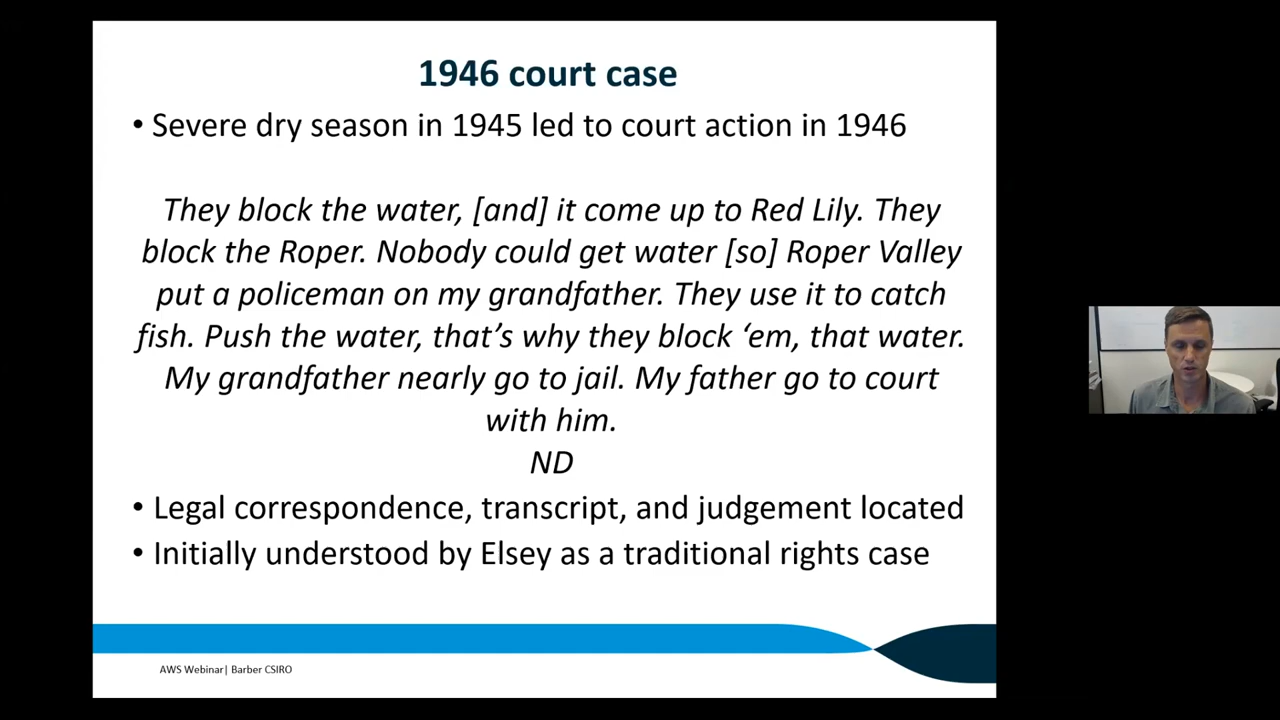 1946 court case
• Severe dry season in 1945 led to court action in 1946
They block the water, [and] it come up to Red Lily. They
block the Roper. Nobody could get water [so] Roper Valley
put a policeman on my grandfather. They use it to catch
fish. Push the water, that’s why they block ‘em, that water.
My grandfather nearly go to jail. My father go to court
with him.
ND
• Legal correspondence, transcript, and judgement located
• Initially understood by Elsey as a traditional rights case
AWS Webinar| Barber CSIRO